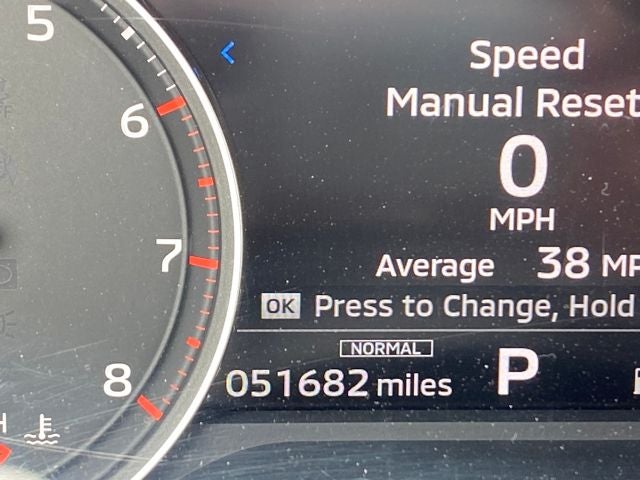 5
6
7
8
H
<
Speed
Manual Reset
0
MPH
Average 38 MP
OK Press to Change, Hold
NORMAL
051682 miles P